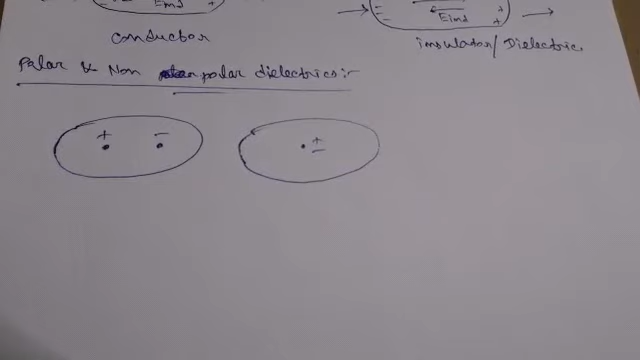 Eind +
- - - Eind + +
conductor
insulator/Dielectric.
Polar & Non polar dielectrics:-
+ - +
-